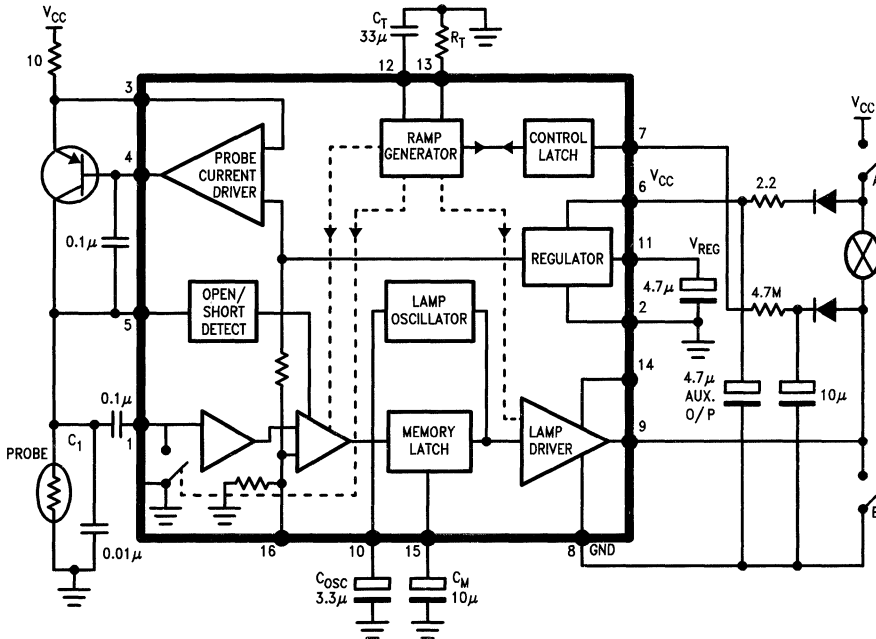 VCC
10
CT
33μ
RT
12
13
3
4
5
1
0.1μ
PROBE
CURRENT
DRIVER
RAMP
GENERATOR
CONTROL
LATCH
7
6
VCC
2.2
VCC
A
REGULATOR
11
VREG
4.7μ
2
4.7M
OPEN/
SHORT
DETECT
LAMP
OSCILLATOR
14
4.7μ
AUX.
O/P
10μ
0.1μ
C1
PROBE
0.01μ
MEMORY
LATCH
LAMP
DRIVER
9
16
10
15
8
GND
COSC
3.3μ
CM
10μ